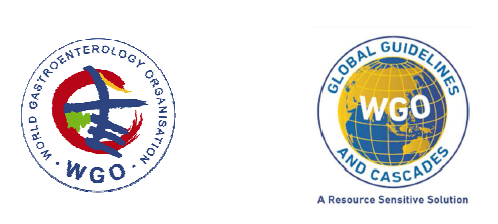 WORLD GASTROENTEROLOGY ORGANISATION
· WGO ·
GLOBAL GUIDELINES
WGO
AND CASCADES
A Resource Sensitive Solution